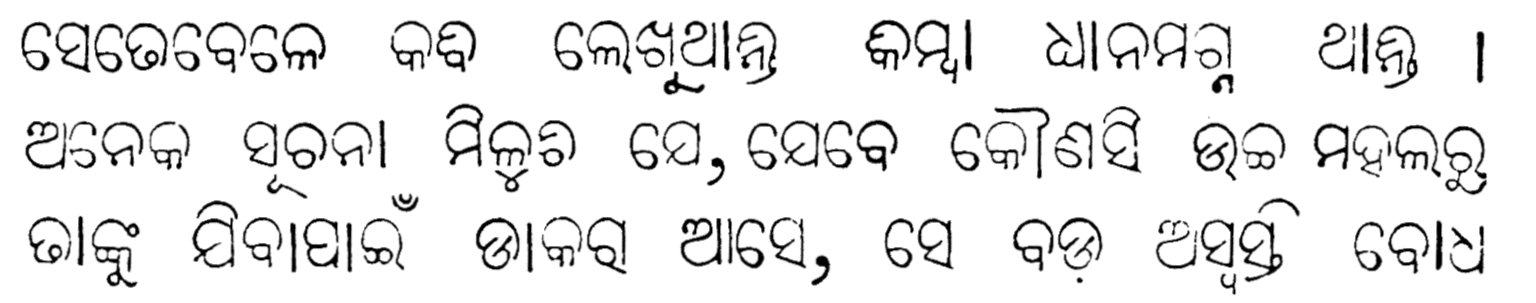 ସେତେବେଳେ କବି ଲେଖୁଥାନ୍ତି କିମ୍ବା ଧ୍ୟାନମଗ୍ନ ଥାନ୍ତି ।
ଅନେକ ସୂଚନା ମିଳୁଚି ଯେ, ଯେବେ କୌଣସି ଉଚ୍ଚ ମହଲରୁ
ତାଙ୍କୁ ଯିବାପାଇଁ ଡାକରା ଆସେ, ସେ ବଡ଼ ଅସ୍ୱସ୍ତି ବୋଧ